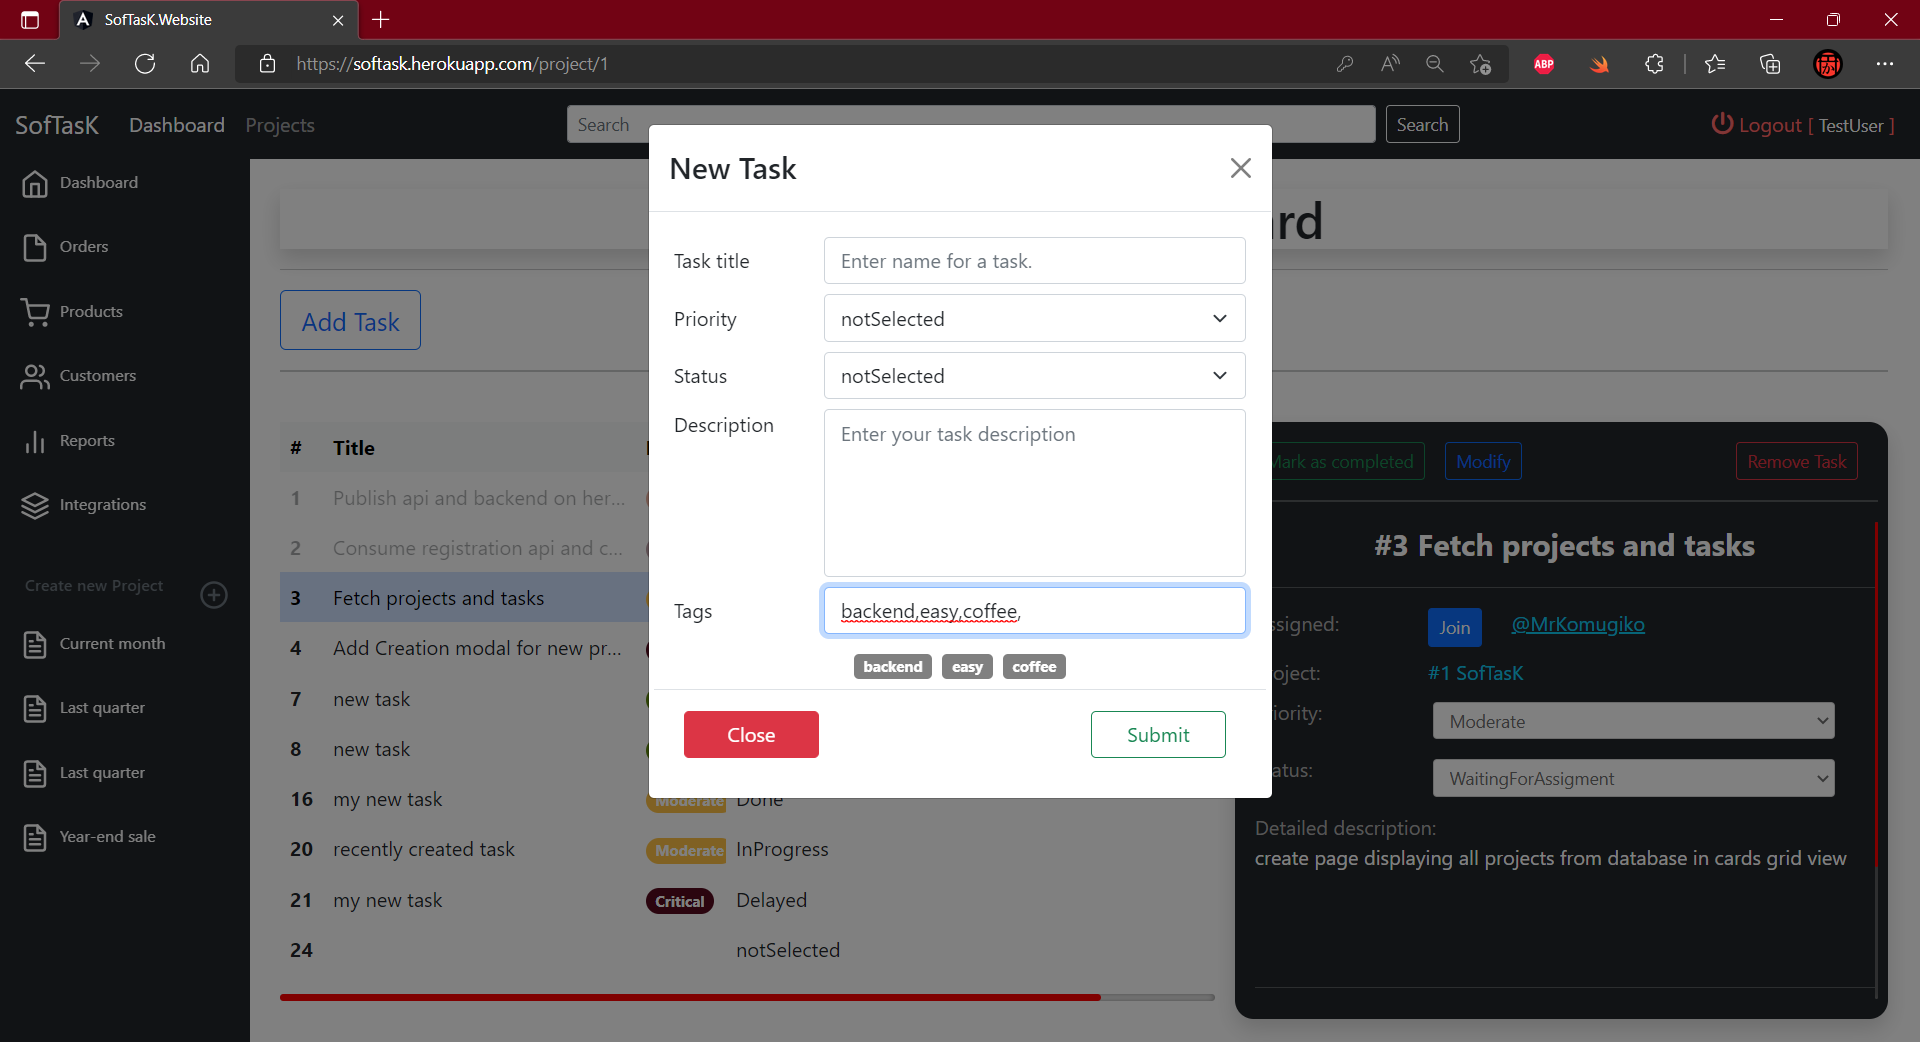 SofTasK.Website
https://softask.herokuapp.com/project/1
ABP
SofTasK Dashboard Projects
Search
Search
Logout [ TestUser ]
Dashboard
Orders
Products
Customers
Reports
Integrations
Create new Project
Current month
Last quarter
Last quarter
Year-end sale
rd
Add Task
# Title
1 Publish api and backend on her...
2 Consume registration api and c...
3 Fetch projects and tasks
4 Add Creation modal for new pr...
7 new task
8 new task
16 my new task Moderate Done
20 recently created task Moderate InProgress
21 my new task Critical Delayed
24 notSelected
New Task
Task title Enter name for a task.
Priority notSelected
Status notSelected
Description Enter your task description
Tags backend,easy,coffee,
backend easy coffee
Close Submit
Mark as completed Modify Remove Task
#3 Fetch projects and tasks
signed: Join @MrKomugiko
oject: #1 SofTasK
iority: Moderate
atus: WaitingForAssigment
Detailed description:
create page displaying all projects from database in cards grid view